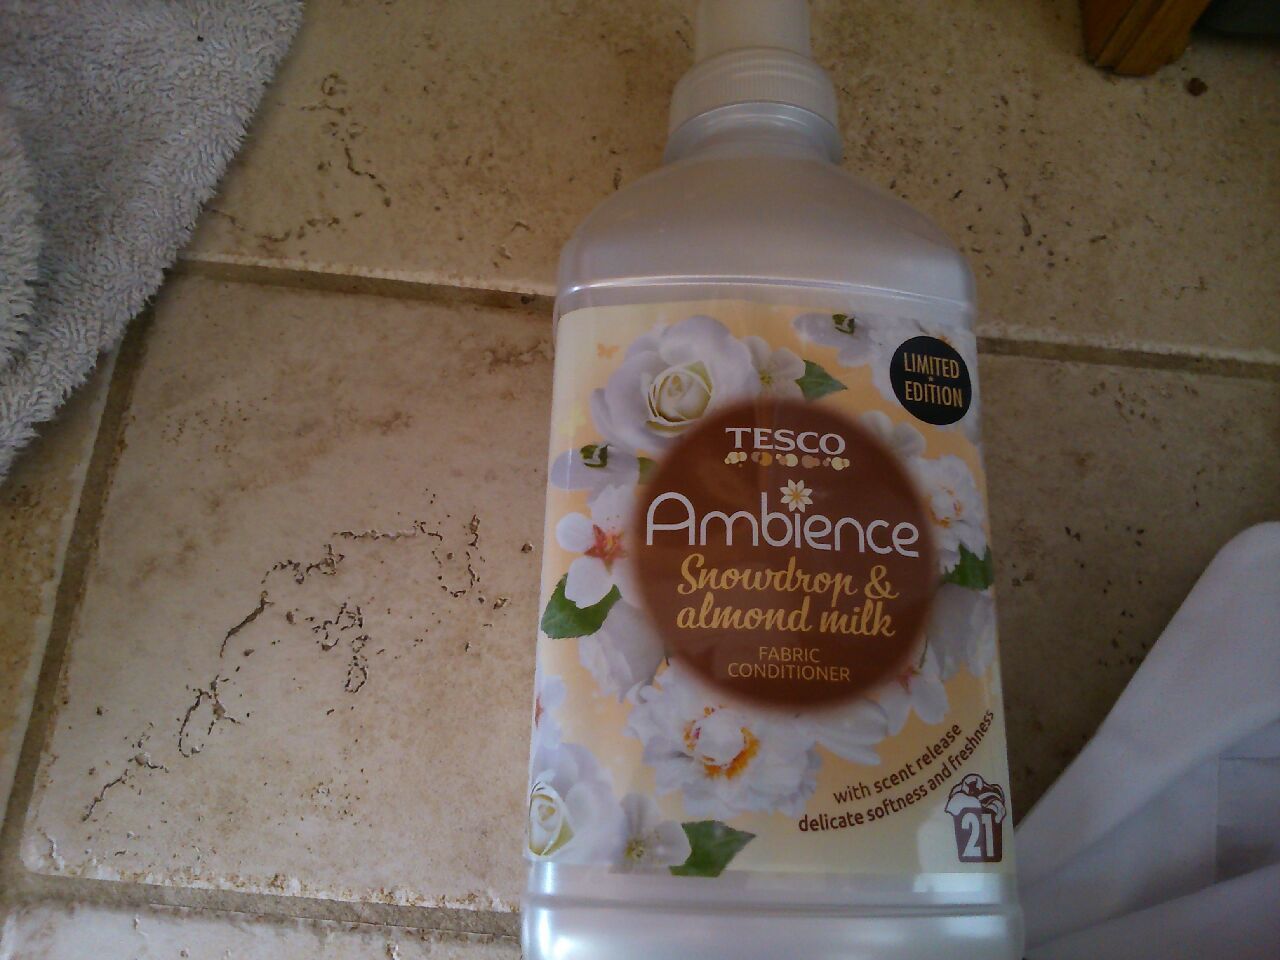 LIMITED
EDITION
TESCO
Ambience
Snowdrop &
almond milk
FABRIC
CONDITIONER
with scent release
delicate softness and freshness
21